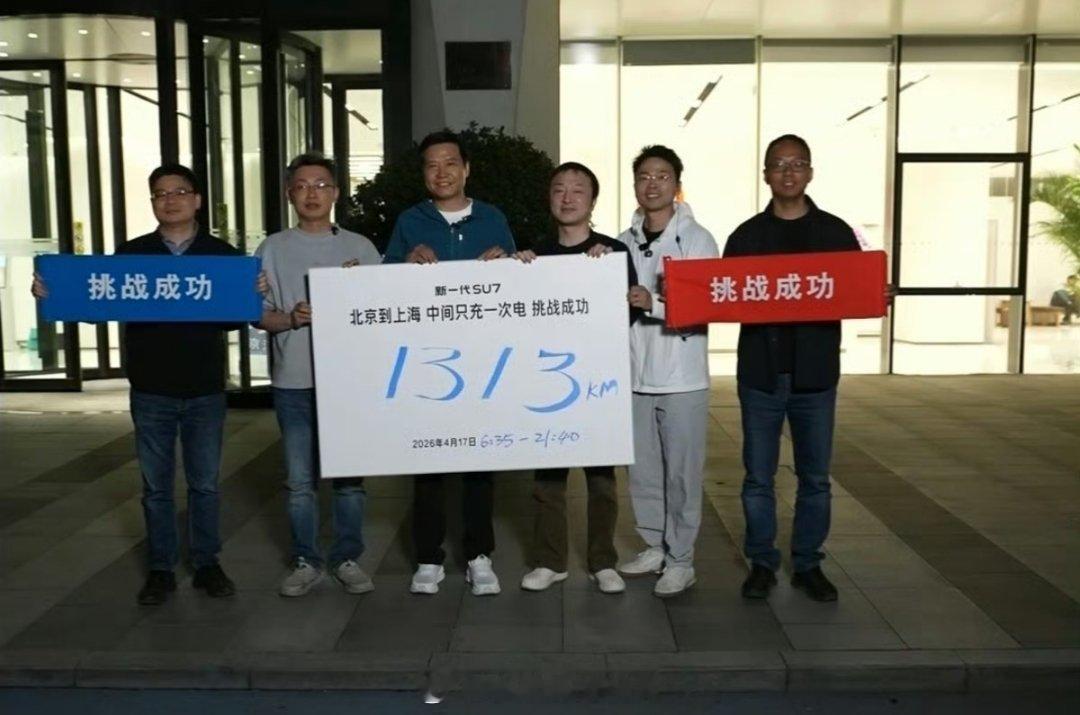 挑战成功
新一代SU7
北京到上海 中间只充一次电 挑战成功
1313KM
2026年4月17日 6:35-21:40
挑战成功